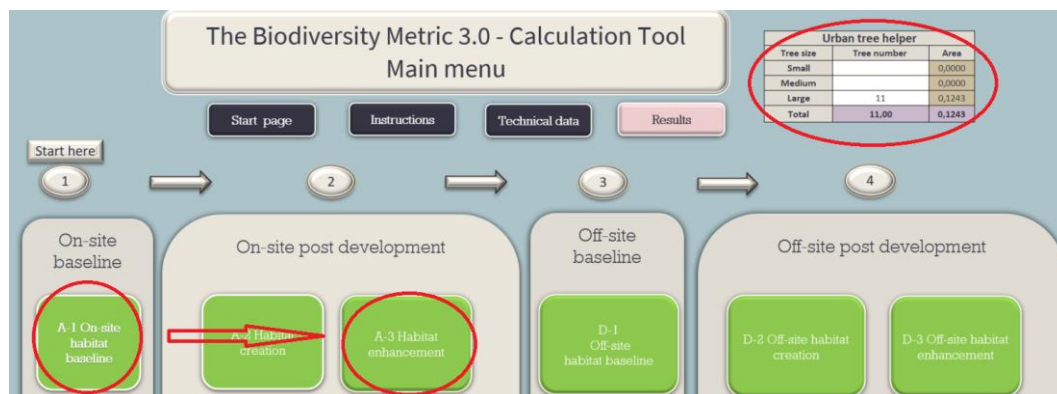 The Biodiversity Metric 3.0 - Calculation Tool
Main menu
Urban tree helper
Tree size Tree number Area
Small 0,0000
Medium 0,0000
Large 11 0,1243
Total 11,00 0,1243
Start page
Instructions
Technical data
Results
Start here
1
2
3
4
On-site
baseline
On-site post development
Off-site
baseline
Off-site post development
A-1 On-site
habitat
baseline
A-2 Habitat
creation
A-3 Habitat
enhancement
D-1
Off-site
habitat baseline
D-2 Off-site habitat
creation
D-3 Off-site habitat
enhancement